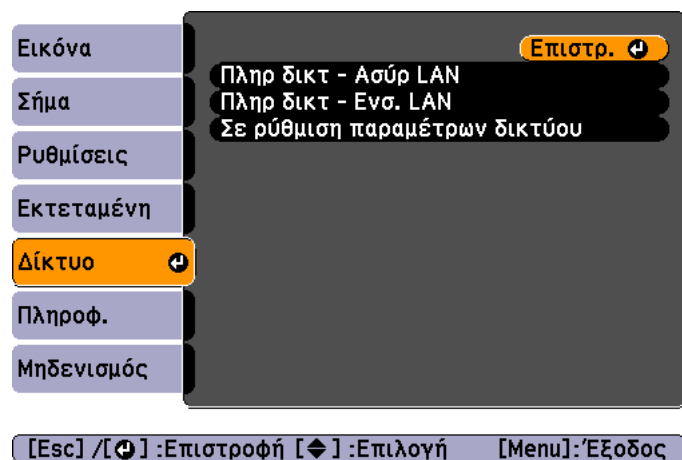 Εικόνα
Σήμα
Ρυθμίσεις
Εκτεταμένη
Δίκτυο
Πληροφ.
Μηδενισμός
Επιστρ.
Πληρ δικτ - Ασύρ LAN
Πληρ δικτ - Ενσ. LAN
Σε ρύθμιση παραμέτρων δικτύου
[Esc] /[⏎] :Επιστροφή [◆] :Επιλογή [Menu]:Έξοδος